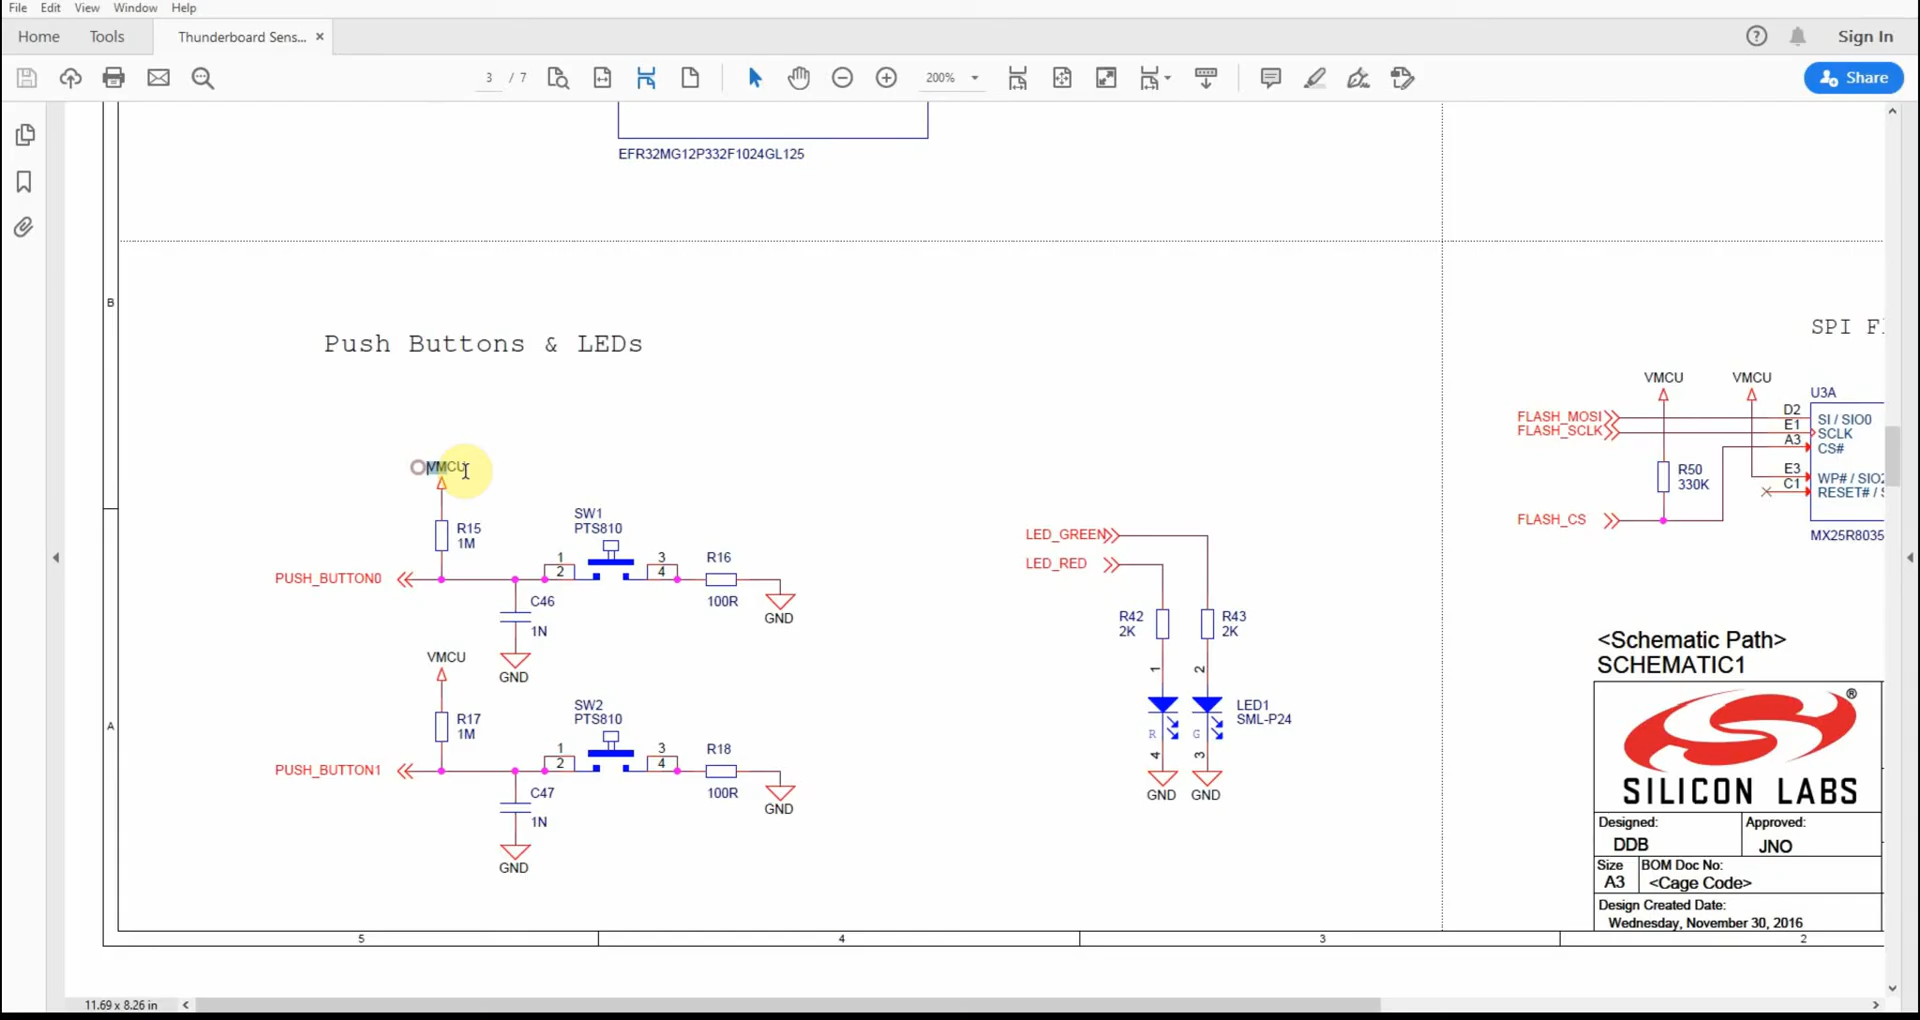 File Edit View Window Help
Home Tools Thunderboard Sens... × Sign In
3 / 7 200% Share
EFR32MG12P332F1024GL125
B
Push Buttons & LEDs
SPI
VMCU VMCU
U3A
FLASH_MOSI D2 SI / SIO0
FLASH_SCLK E1 SCLK
A3 CS#
VMCU
R50
330K
E3 WP# / SIO2
C1 RESET# /
FLASH_CS
MX25R8035
R15
1M
SW1
PTS810
PUSH_BUTTON0
1 3
2 4
R16
100R
GND
C46
1N
GND
LED_GREEN
LED_RED
R42
2K
R43
2K
1 2
LED1
SML-P24
R G
4 3
GND GND
VMCU
R17
1M
SW2
PTS810
PUSH_BUTTON1
1 3
2 4
R18
100R
GND
C47
1N
GND
A
<Schematic Path>
SCHEMATIC1
®
SILICON LABS
Designed: Approved:
DDB JNO
Size BOM Doc No:
A3 <Cage Code>
Design Created Date:
Wednesday, November 30, 2016
5 4 3 2
11.69 x 8.26 in